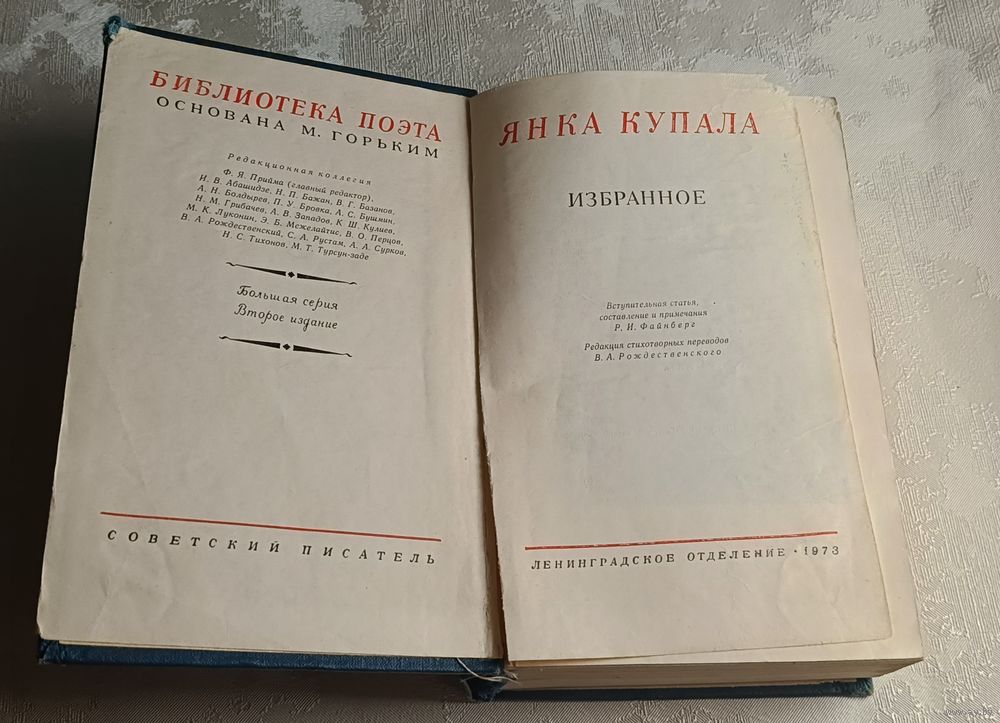 БИБЛИОТЕКА ПОЭТА
ОСНОВАНА М. ГОРЬКИМ
Редакционная коллегия
Ф. Я. Прийма (главный редактор),
И. В. Абашидзе, Н. П. Бажан, В. Г. Базанов,
А. Н. Болдырев, П. У. Бровка, А. С. Бушмин,
Н. М. Грибачев, А. В. Западов, К. Ш. Кулиев,
М. К. Луконин, Э. Б. Межелайтис, В. О. Перцов,
В. А. Рождественский, С. А. Рустам, А. А. Сурков,
Н. С. Тихонов, М. Т. Турсун-заде
Большая серия
Второе издание
СОВЕТСКИЙ ПИСАТЕЛЬ
ЯНКА КУПАЛА
ИЗБРАННОЕ
Вступительная статья,
составление и примечания
Р. И. Файнберг
Редакция стихотворных переводов
В. А. Рождественского
ЛЕНИНГРАДСКОЕ ОТДЕЛЕНИЕ · 1973